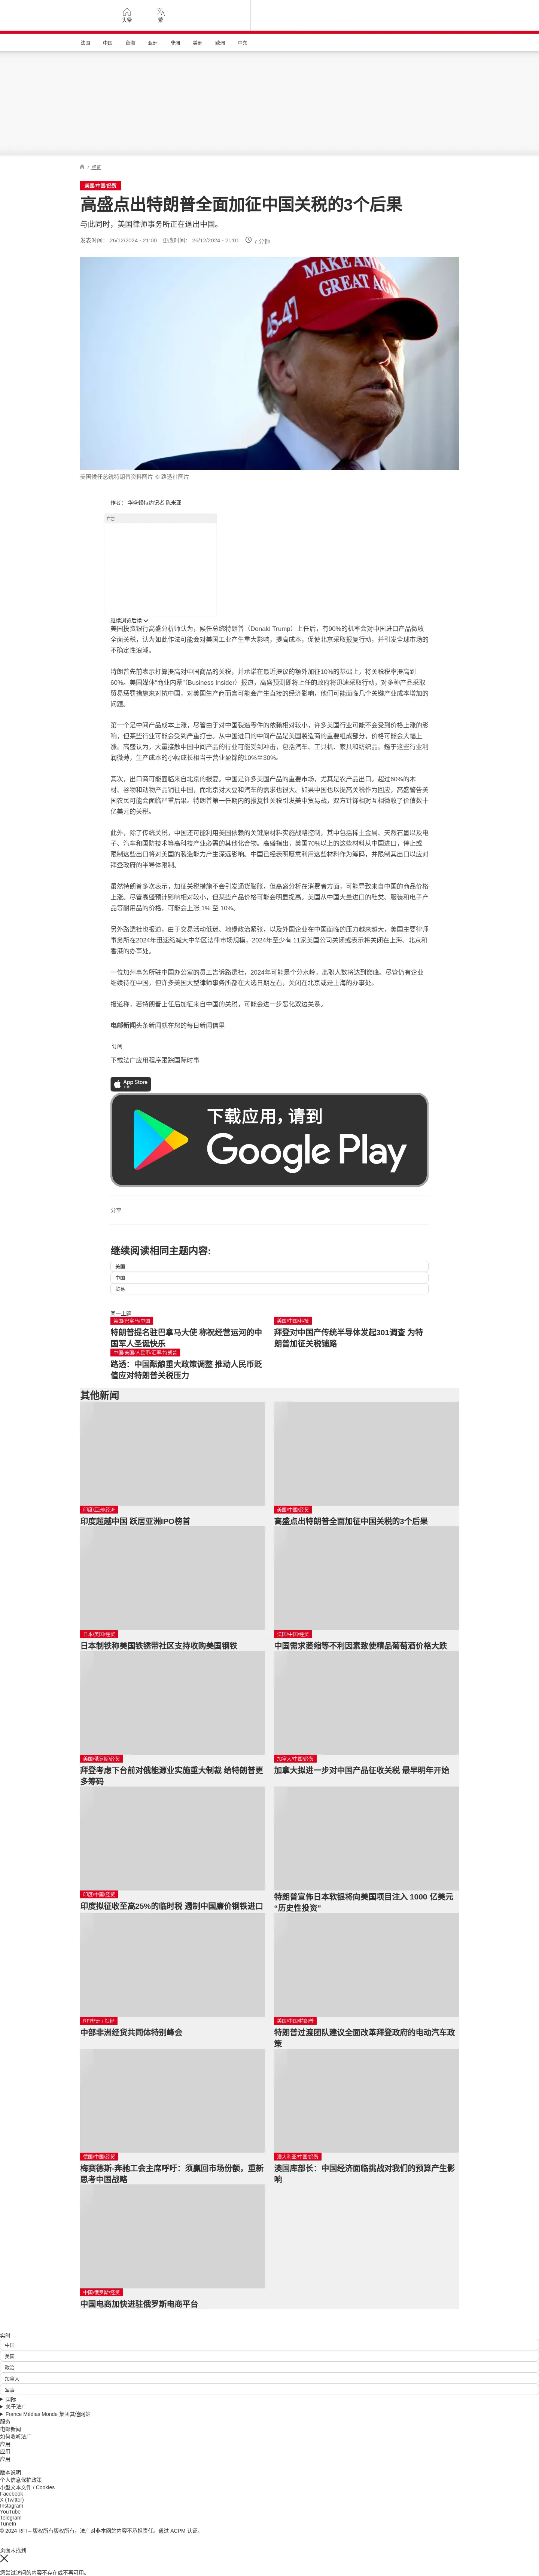 头条
繁
法国
中国
台海
亚洲
非洲
美洲
欧洲
中东
/ 经贸
美国/中国/经贸
高盛点出特朗普全面加征中国关税的3个后果
与此同时，美国律师事务所正在退出中国。
发表时间： 26/12/2024 - 21:00 更改时间： 26/12/2024 - 21:01 7 分钟
MAKE AM
GREAT AGA
45-47
美国候任总统特朗普资料图片 © 路透社图片
作者： 华盛顿特约记者 陈米亚
广告
继续浏览后续
美国投资银行高盛分析师认为，候任总统特朗普（Donald Trump）上任后，有90%的机率会对中国进口产品徵收
全面关税，认为如此作法可能会对美国工业产生重大影响，提高成本，促使北京采取报复行动，并引发全球市场的
不确定性浪潮。
特朗普先前表示打算提高对中国商品的关税，并承诺在最近提议的额外加征10%的基础上，将关税税率提高到
60%。美国媒体“商业内幕”（Business Insider）报道，高盛预测即将上任的政府将迅速采取行动，对多种产品采取
贸易惩罚措施来对抗中国，对美国生产商而言可能会产生直接的经济影响，他们可能面临几个关键产业成本增加的
问题。
第一个是中间产品成本上涨，尽管由于对中国制造零件的依赖相对较小，许多美国行业可能不会受到价格上涨的影
响，但某些行业可能会受到严重打击。从中国进口的中间产品是美国製造商的重要组成部分，价格可能会大幅上
涨。高盛认为，大量接触中国中间产品的行业可能受到冲击，包括汽车、工具机、家具和纺织品。鑑于这些行业利
润微薄，生产成本的小幅成长相当于营业盈馀的10%至30%。
其次，出口商可能面临来自北京的报复。中国是许多美国产品的重要市场，尤其是农产品出口。超过60%的木
材、谷物和动物产品销往中国，而北京对大豆和汽车的需求也很大。如果中国也以提高关税作为回应，高盛警告美
国农民可能会面临严重后果。特朗普第一任期内的报复性关税引发美中贸易战，双方针锋相对互相徵收了价值数十
亿美元的关税。
此外，除了传统关税，中国还可能利用美国依赖的关键原材料实施战略控制，其中包括稀土金属、天然石墨以及电
子、汽车和国防技术等高科技产业必需的其他化合物。高盛指出，美国70%以上的这些材料从中国进口，停止或
限制这些出口将对美国的製造能力产生深远影响。中国已经表明愿意利用这些材料作为筹码，并限制其出口以应对
拜登政府的半导体限制。
虽然特朗普多次表示，加征关税措施不会引发通货膨胀，但高盛分析在消费者方面，可能导致来自中国的商品价格
上涨。尽管高盛预计影响相对较小，但某些产品价格可能会明显提高。美国从中国大量进口的鞋类、服装和电子产
品等耐用品的价格，可能会上涨 1% 至 10%。
另外路透社也报道，由于交易活动低迷、地缘政治紧张，以及外国企业在中国面临的压力越来越大，美国主要律师
事务所在2024年迅速缩减大中华区法律市场规模，2024年至少有 11家美国公司关闭或表示将关闭在上海、北京和
香港的办事处。
一位加州事务所驻中国办公室的员工告诉路透社，2024年可能是个分水岭，离职人数将达到巅峰。尽管仍有企业
继续待在中国，但许多美国大型律师事务所都在大选日期左右，关闭在北京或是上海的办事处。
报道称，若特朗普上任后加征来自中国的关税，可能会进一步恶化双边关系。
电邮新闻头条新闻就在您的每日新闻信里
订阅
下载法广应用程序跟踪国际时事
App Store
下载
下载应用，请到
Google Play
分享 :
继续阅读相同主题内容:
美国
中国
贸易
同一主题
美国/巴拿马/中国
特朗普提名驻巴拿马大使 称祝经营运河的中
国军人圣诞快乐
美国/中国/科技
拜登对中国产传统半导体发起301调查 为特
朗普加征关税铺路
中国/美国/人民币/汇率/特朗普
路透：中国酝酿重大政策调整 推动人民币贬
值应对特朗普关税压力
其他新闻
印度/亚洲/经济
印度超越中国 跃居亚洲IPO榜首
美国/中国/经贸
高盛点出特朗普全面加征中国关税的3个后果
日本/美国/经贸
日本制铁称美国铁锈带社区支持收购美国钢铁
法国/中国/经贸
中国需求萎缩等不利因素致使精品葡萄酒价格大跌
美国/俄罗斯/经贸
拜登考虑下台前对俄能源业实施重大制裁 给特朗普更
多筹码
加拿大/中国/经贸
加拿大拟进一步对中国产品征收关税 最早明年开始
印度/中国/经贸
印度拟征收至高25%的临时税 遏制中国廉价钢铁进口
特朗普宣佈日本软银将向美国项目注入 1000 亿美元
“历史性投资”
RFI非洲 / 社经
中部非洲经贸共同体特别峰会
美国/中国/特朗普
特朗普过渡团队建议全面改革拜登政府的电动汽车政
策
德国/中国/经贸
梅赛德斯-奔驰工会主席呼吁：须赢回市场份额，重新
思考中国战略
澳大利亚/中国/经贸
澳国库部长：中国经济面临挑战对我们的预算产生影
响
中国/俄罗斯/经贸
中国电商加快进驻俄罗斯电商平台
实时
中国
美国
政治
加拿大
军事
国际
关于法广
France Médias Monde 集团其他网站
服务
电邮新闻
如何收听法广
应用
应用
应用
版本说明
个人信息保护政策
小型文本文件 / Cookies
Facebook
X (Twitter)
Instagram
YouTube
Telegram
TuneIn
© 2024 RFI – 版权所有版权所有。法广对非本网站内容不承担责任。通过 ACPM 认证。
页面未找到
您尝试访问的内容不存在或不再可用。